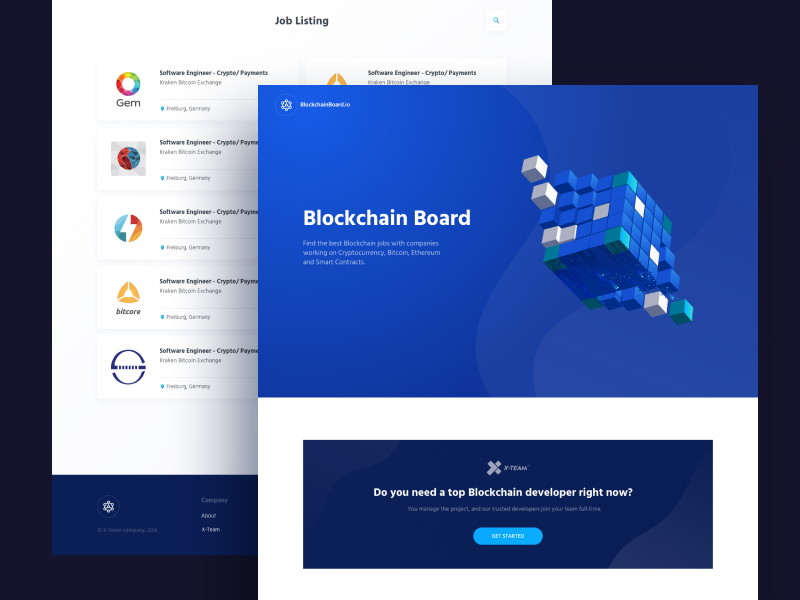 Job Listing
Software Engineer - Crypto/ Payments
Kraken Bitcoin Exchange
Freiburg, Germany
Gem
Software Engineer - Crypto/ Payments
Kraken Bitcoin Exchange
Software Engineer - Crypto/ Payme
Kraken Bitcoin Exchange
Freiburg, Germany
Software Engineer - Crypto/ Payme
Kraken Bitcoin Exchange
Freiburg, Germany
Software Engineer - Crypto/ Payme
Kraken Bitcoin Exchange
Freiburg, Germany
bitcore
Software Engineer - Crypto/ Payme
Kraken Bitcoin Exchange
Freiburg, Germany
Company
About
X-Team
© X-Team company. 2018
BlockchainBoard.io
Blockchain Board
Find the best Blockchain jobs with companies
working on Cryptocurrency, Bitcoin, Ethereum
and Smart Contracts.
X-TEAM
Do you need a top Blockchain developer right now?
You manage the project, and our trusted developers join your team full-time.
GET STARTED